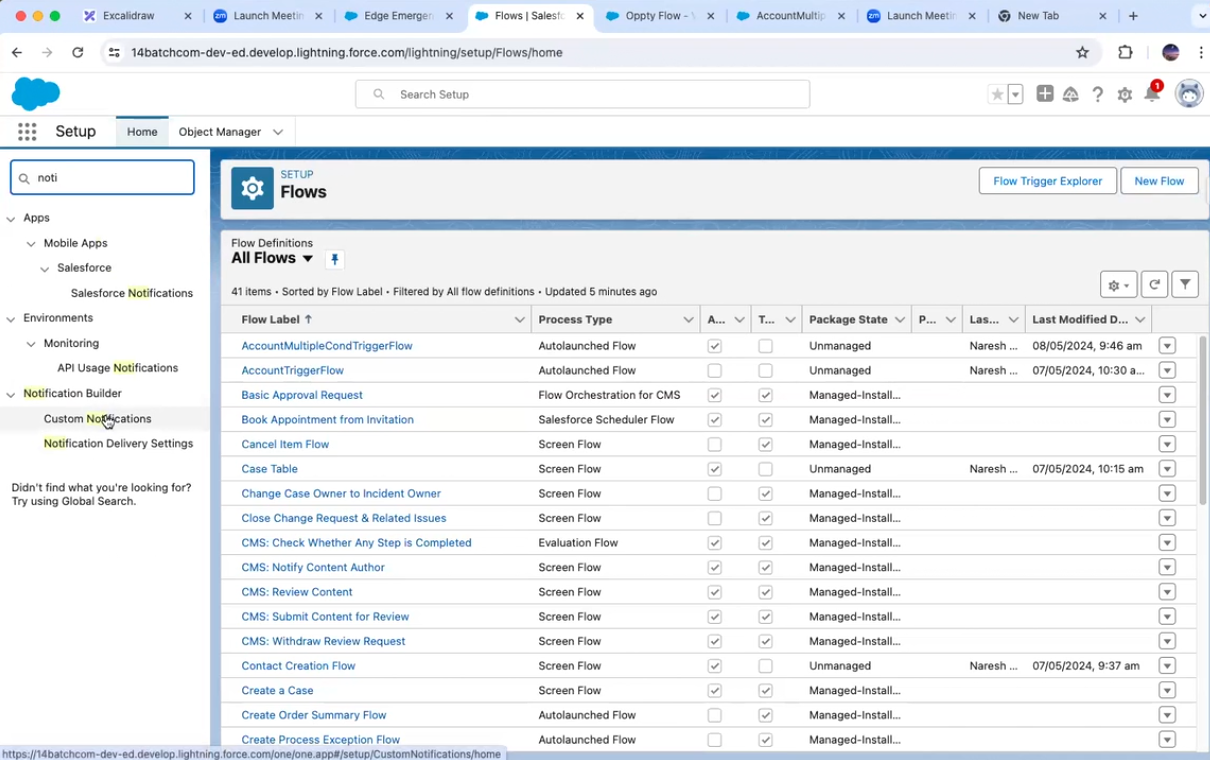 Excalidraw
Launch Meetin
Edge Emergen
Flows | Salesfo
Oppty Flow - V
AccountMultip
Launch Meetin
New Tab
14batchcom-dev-ed.develop.lightning.force.com/lightning/setup/Flows/home
Search Setup
1
Setup
Home
Object Manager
noti
Apps
Mobile Apps
Salesforce
Salesforce Notifications
Environments
Monitoring
API Usage Notifications
Notification Builder
Custom Notifications
Notification Delivery Settings
Didn't find what you're looking for?
Try using Global Search.
SETUP
Flows
Flow Trigger Explorer
New Flow
Flow Definitions
All Flows
41 items • Sorted by Flow Label • Filtered by All flow definitions • Updated 5 minutes ago
Flow Label Process Type A... T... Package State P... Las... Last Modified D...
AccountMultipleCondTriggerFlow Autolaunched Flow Unmanaged Naresh ... 08/05/2024, 9:46 am
AccountTriggerFlow Autolaunched Flow Unmanaged Naresh ... 07/05/2024, 10:30 a...
Basic Approval Request Flow Orchestration for CMS Managed-Install...
Book Appointment from Invitation Salesforce Scheduler Flow Managed-Install...
Cancel Item Flow Screen Flow Managed-Install...
Case Table Screen Flow Unmanaged Naresh ... 07/05/2024, 10:15 am
Change Case Owner to Incident Owner Screen Flow Managed-Install...
Close Change Request & Related Issues Screen Flow Managed-Install...
CMS: Check Whether Any Step is Completed Evaluation Flow Managed-Install...
CMS: Notify Content Author Screen Flow Managed-Install...
CMS: Review Content Screen Flow Managed-Install...
CMS: Submit Content for Review Screen Flow Managed-Install...
CMS: Withdraw Review Request Screen Flow Managed-Install...
Contact Creation Flow Screen Flow Unmanaged Naresh ... 07/05/2024, 9:37 am
Create a Case Screen Flow Managed-Install...
Create Order Summary Flow Autolaunched Flow Managed-Install...
Create Process Exception Flow Autolaunched Flow Managed-Install...
https://14batchcom-dev-ed.develop.lightning.force.com/one/one.app#/setup/CustomNotifications/home